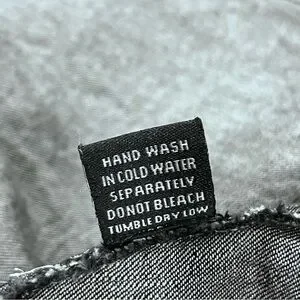 HAND WASH
IN COLD WATER
SEPARATELY
DO NOT BLEACH
TUMBLE DRY LOW